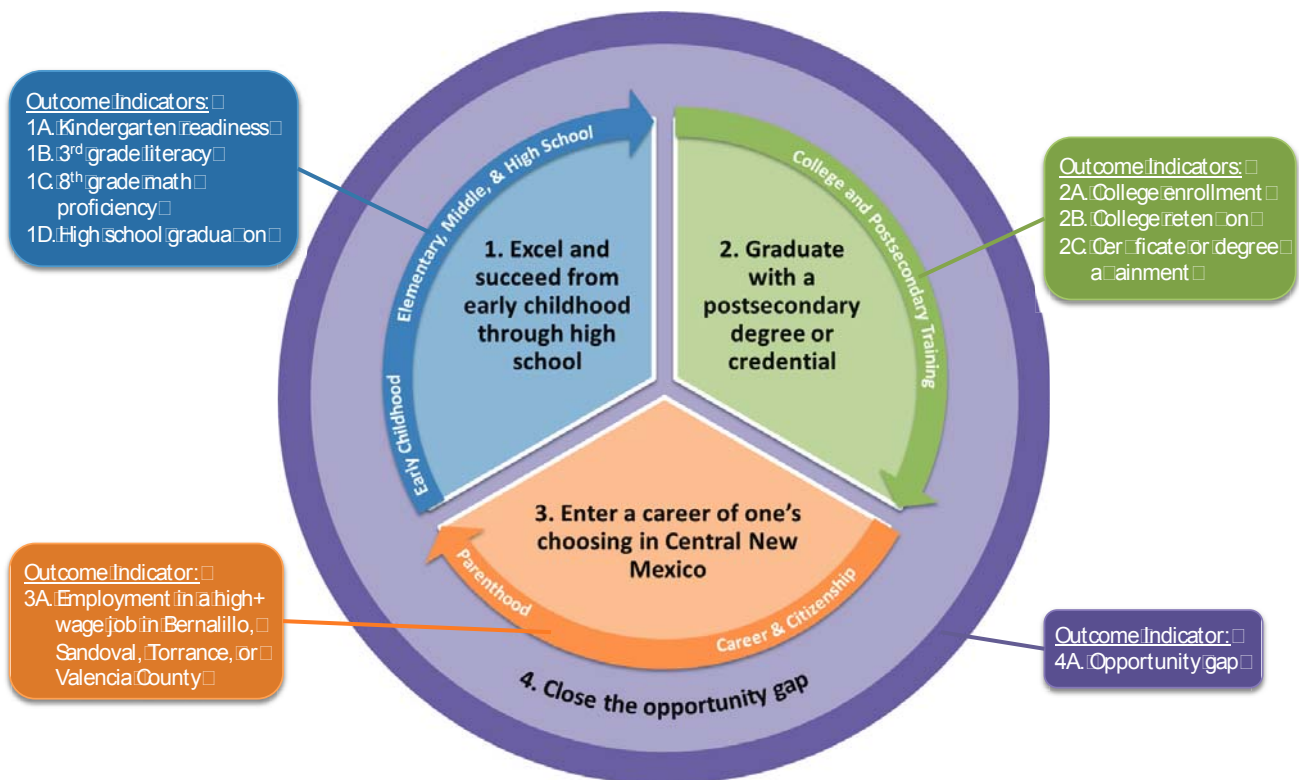 Outcome Indicators:
1A. Kindergarten readiness
1B. 3rd grade literacy
1C. 8th grade math
proficiency
1D. High school gradua on
Elementary, Middle, & High School
Early Childhood
1. Excel and
succeed from
early childhood
through high
school
College and Postsecondary Training
2. Graduate
with a
postsecondary
degree or
credential
Outcome Indicators:
2A. College enrollment
2B. College reten on
2C. Cer ficate or degree
a ainment
3. Enter a career of one's
choosing in Central New
Mexico
Parenthood
Career & Citizenship
Outcome Indicator:
3A. Employment in a high+
wage job in Bernalillo,
Sandoval, Torrance, or
Valencia County
4. Close the opportunity gap
Outcome Indicator:
4A. Opportunity gap